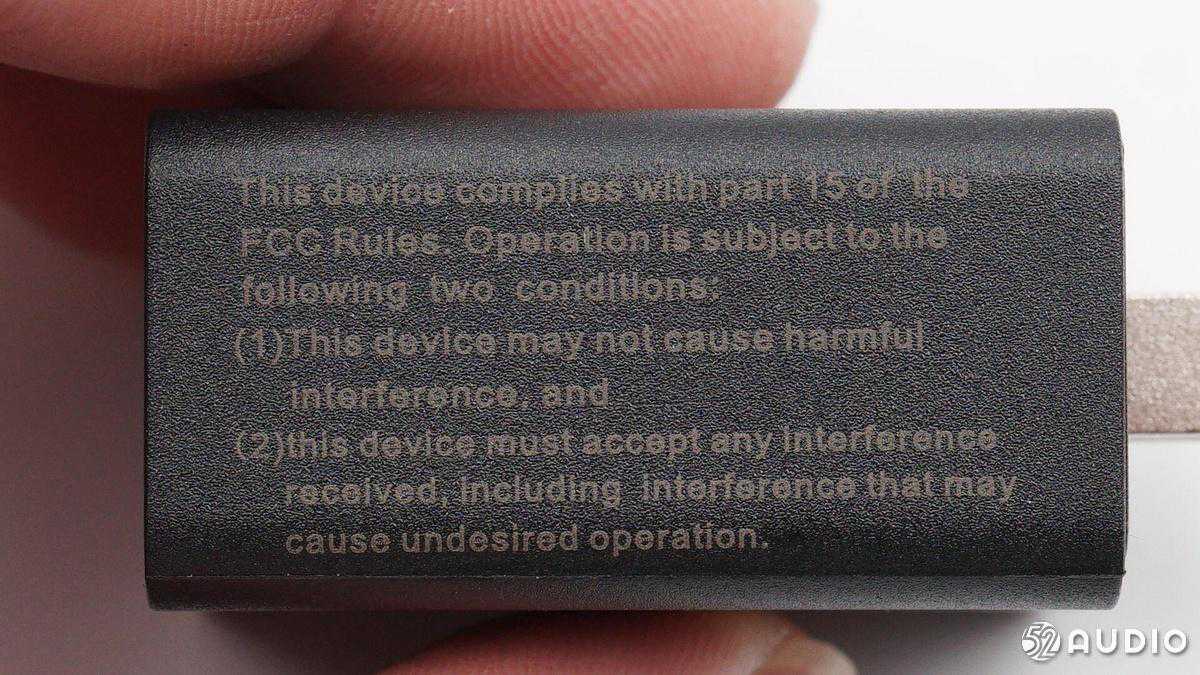 This device complies with part 15 of the
FCC Rules. Operation is subject to the
following two conditions:
(1)This device may not cause harmful
interference, and
(2)this device must accept any interference
received, including interference that may
cause undesired operation.
52 AUDIO